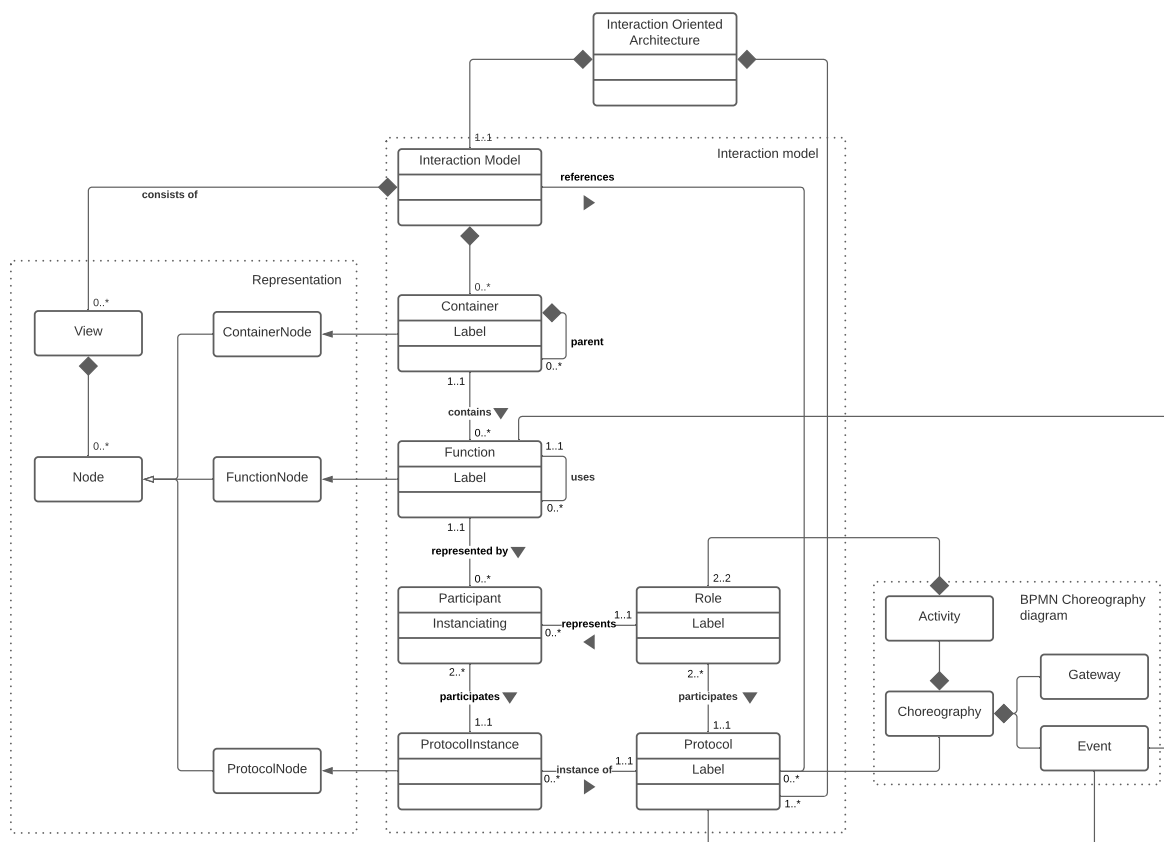 Interaction Oriented
Architecture
1..1
Interaction model
Interaction Model
references
consists of
Representation
0..*
0..*
View
ContainerNode
Container
Label
parent
0..*
1..1
contains
0..*
0..*
1..1
Node
FunctionNode
Function
Label
uses
0..*
1..1
represented by
0..*
2..2
Participant
Instanciating
Role
Label
1..1
represents
0..*
BPMN Choreography
diagram
Activity
2..*
2..*
participates
participates
1..1
1..1
Gateway
Choreography
Event
ProtocolNode
ProtocolInstance
Protocol
Label
1..1
instance of
0..*
0..*
1..*